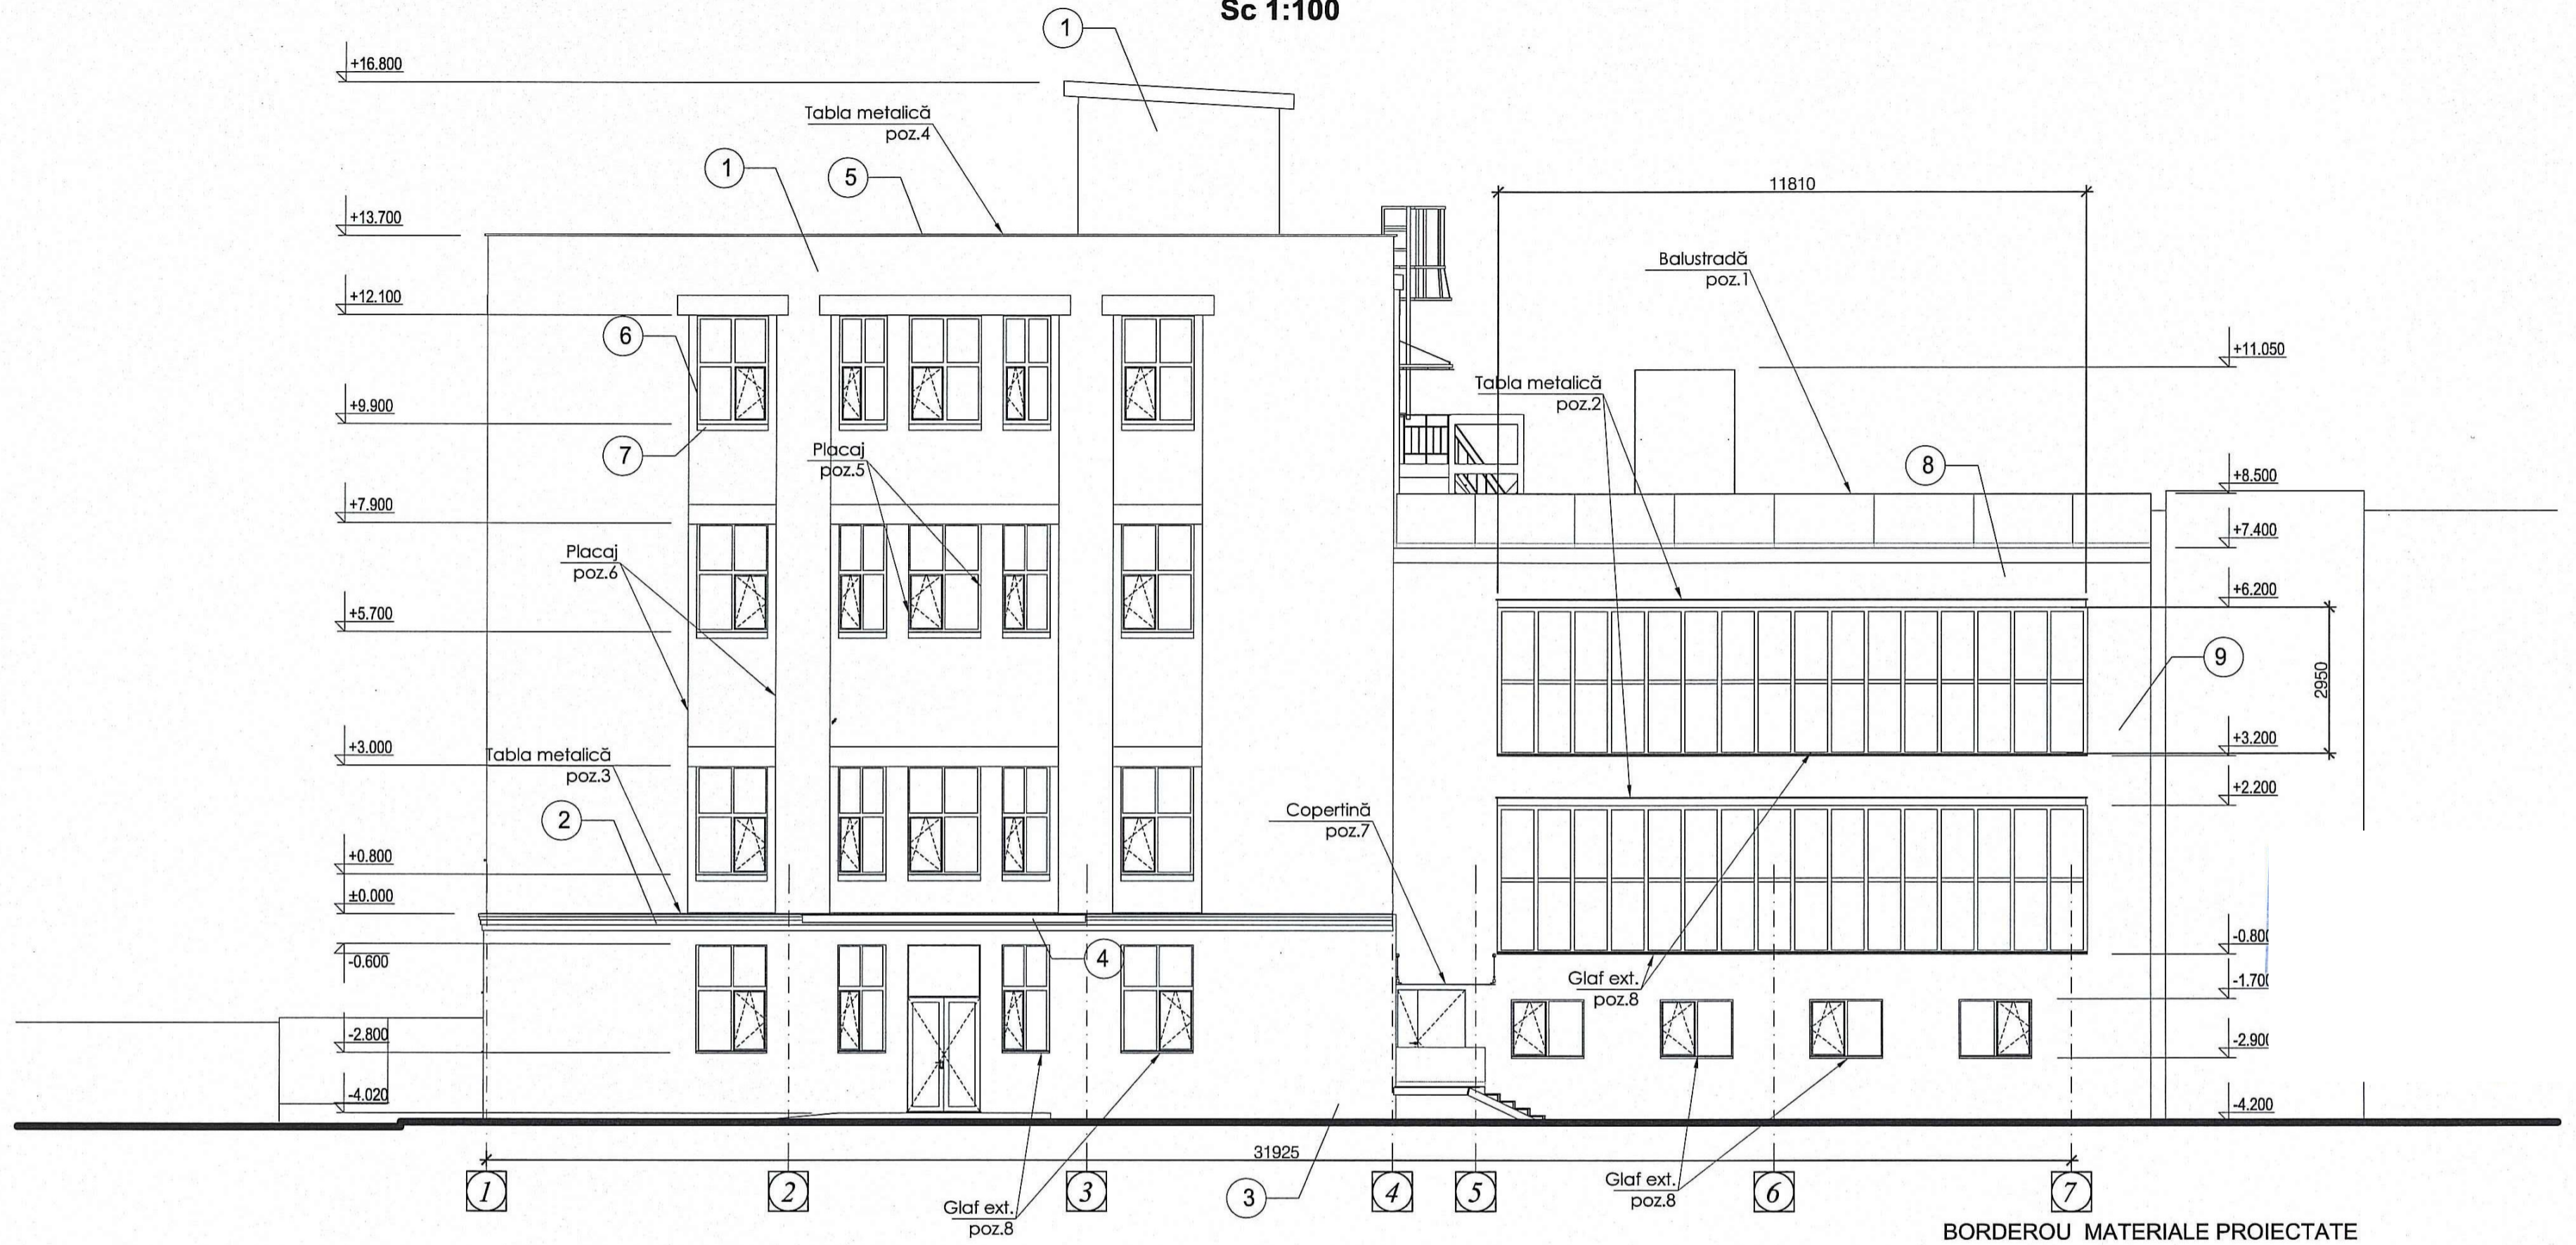 Sc 1:100
1
+16.800
Tabla metalică
poz.4
1
5
11810
+13.700
Balustradă
poz.1
+12.100
6
+11.050
Tabla metalică
poz.2
+9.900
7
Placaj
poz.5
8
+8.500
+7.900
+7.400
Placaj
poz.6
+6.200
+5.700
9
2950
+3.000
+3.200
Tabla metalică
poz.3
+2.200
2
Copertină
poz.7
+0.800
±0.000
4
-0.600
-0.800
Glaf ext.
poz.8
-1.700
-2.800
-2.900
-4.020
-4.200
31925
1
2
3
4
5
6
7
3
Glaf ext.
poz.8
Glaf ext.
poz.8
BORDEROU MATERIALE PROIECTATE